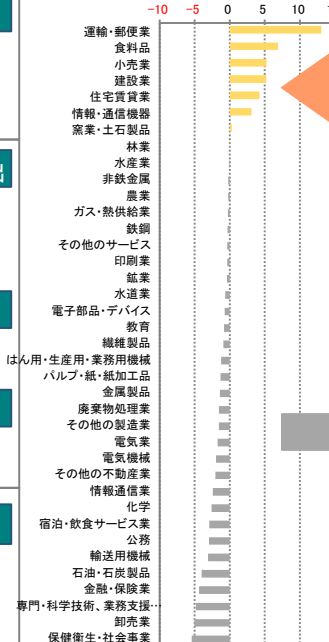 -10 -5 0 5 10
運輸・郵便業
食料品
小売業
建設業
住宅賃貸業
情報・通信機器
窯業・土石製品
林業
水産業
非鉄金属
農業
ガス・熱供給業
鉄鋼
その他のサービス
印刷業
鉱業
水道業
電子部品・デバイス
教育
繊維製品
はん用・生産用・業務用機械
パルプ・紙・紙加工品
金属製品
廃棄物処理業
その他の製造業
電気業
電気機械
その他の不動産業
情報通信業
化学
宿泊・飲食サービス業
公務
輸送用機械
石油・石炭製品
金融・保険業
専門・科学技術、業務支援…
卸売業
保健衛生・社会事業